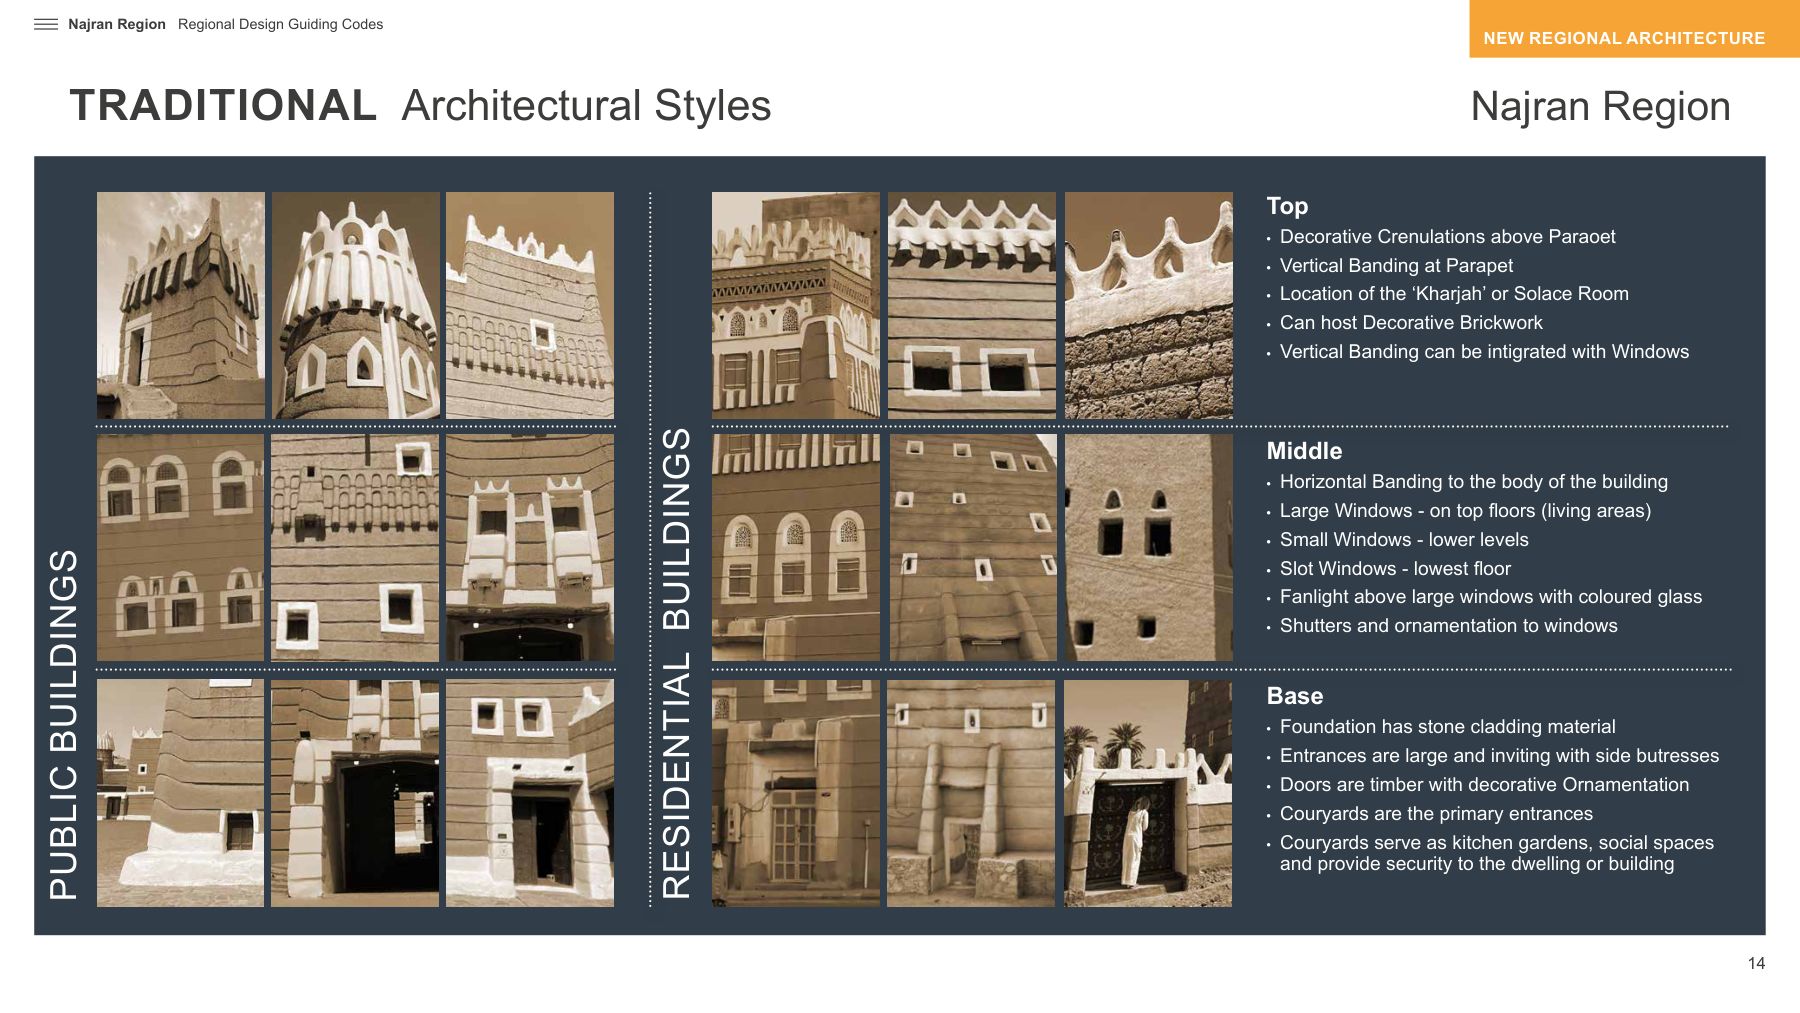 Najran Region Regional Design Guiding Codes
NEW REGIONAL ARCHITECTURE
TRADITIONAL Architectural Styles
Najran Region
PUBLIC BUILDINGS
RESIDENTIAL BUILDINGS
Top
• Decorative Crenulations above Paraoet
• Vertical Banding at Parapet
• Location of the ‘Kharjah’ or Solace Room
• Can host Decorative Brickwork
• Vertical Banding can be intigrated with Windows
Middle
• Horizontal Banding to the body of the building
• Large Windows - on top floors (living areas)
• Small Windows - lower levels
• Slot Windows - lowest floor
• Fanlight above large windows with coloured glass
• Shutters and ornamentation to windows
Base
• Foundation has stone cladding material
• Entrances are large and inviting with side butresses
• Doors are timber with decorative Ornamentation
• Couryards are the primary entrances
• Couryards serve as kitchen gardens, social spaces
and provide security to the dwelling or building
14